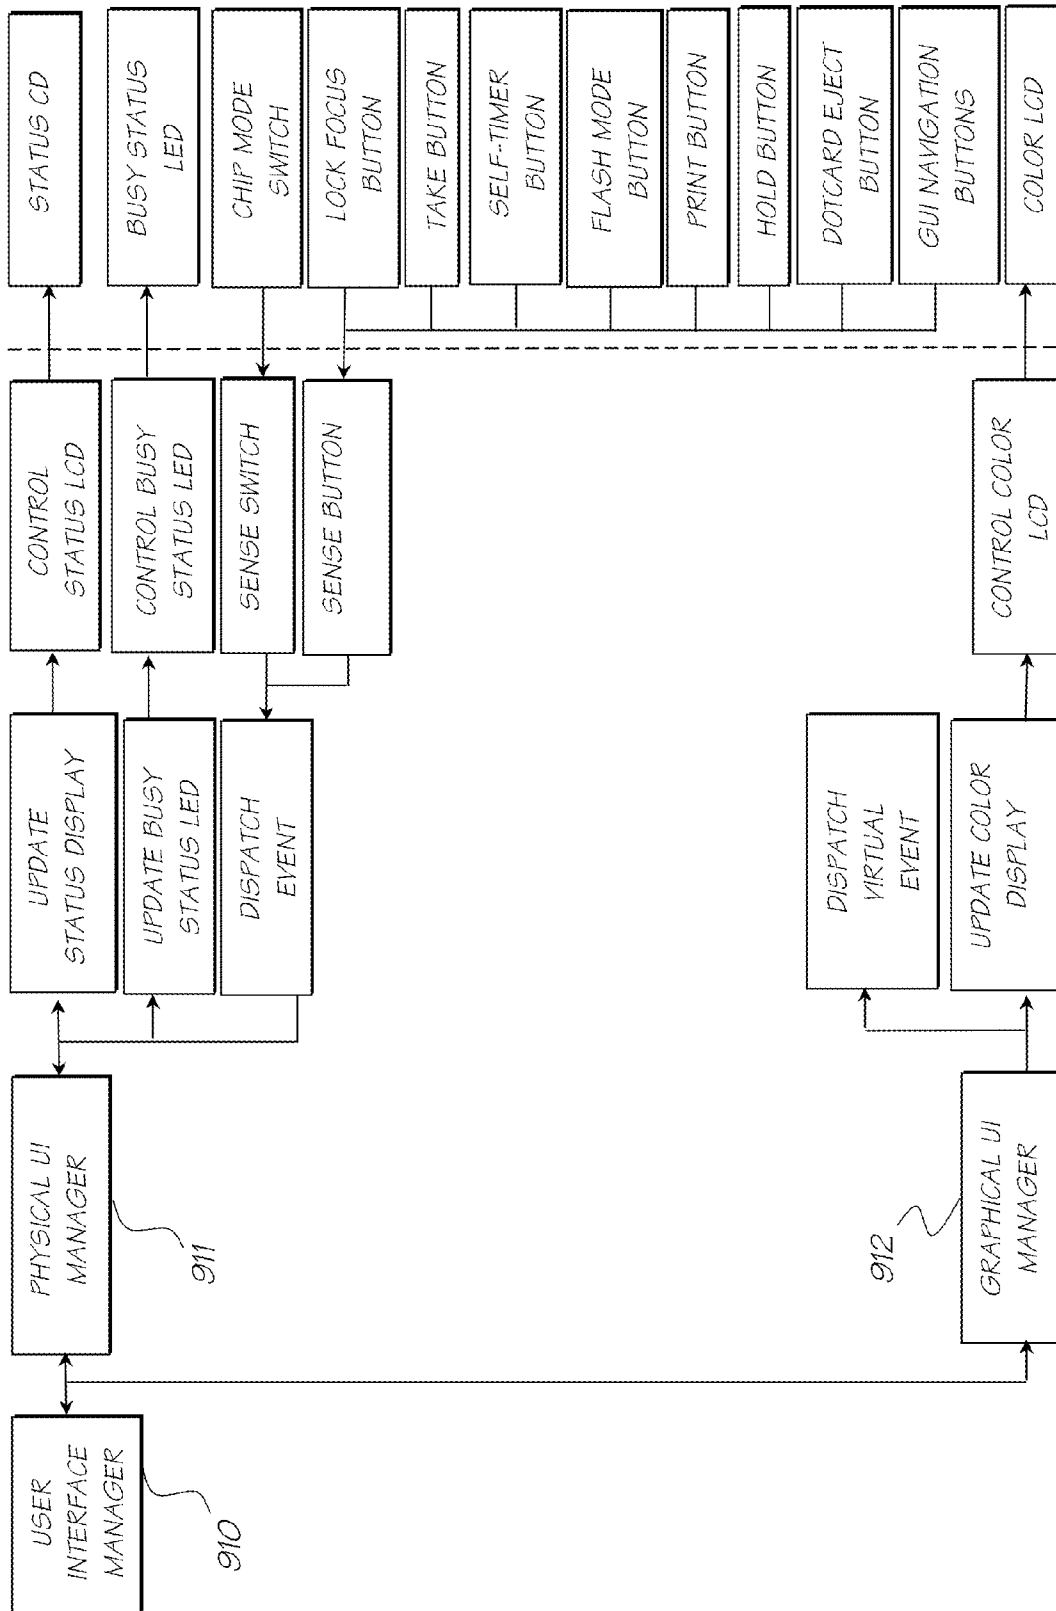 USER
INTERFACE
MANAGER
910
PHYSICAL UI
MANAGER
911
GRAPHICAL UI
MANAGER
912
UPDATE
STATUS DISPLAY
UPDATE BUSY
STATUS LED
DISPATCH
EVENT
DISPATCH
VIRTUAL
EVENT
UPDATE COLOR
DISPLAY
CONTROL
STATUS LCD
CONTROL BUSY
STATUS LED
SENSE SWITCH
SENSE BUTTON
CONTROL COLOR
LCD
STATUS CD
BUSY STATUS
LED
CHIP MODE
SWITCH
LOCK FOCUS
BUTTON
TAKE BUTTON
SELF-TIMER
BUTTON
FLASH MODE
BUTTON
PRINT BUTTON
HOLD BUTTON
DOTCARD EJECT
BUTTON
GUI NAVIGATION
BUTTONS
COLOR LCD